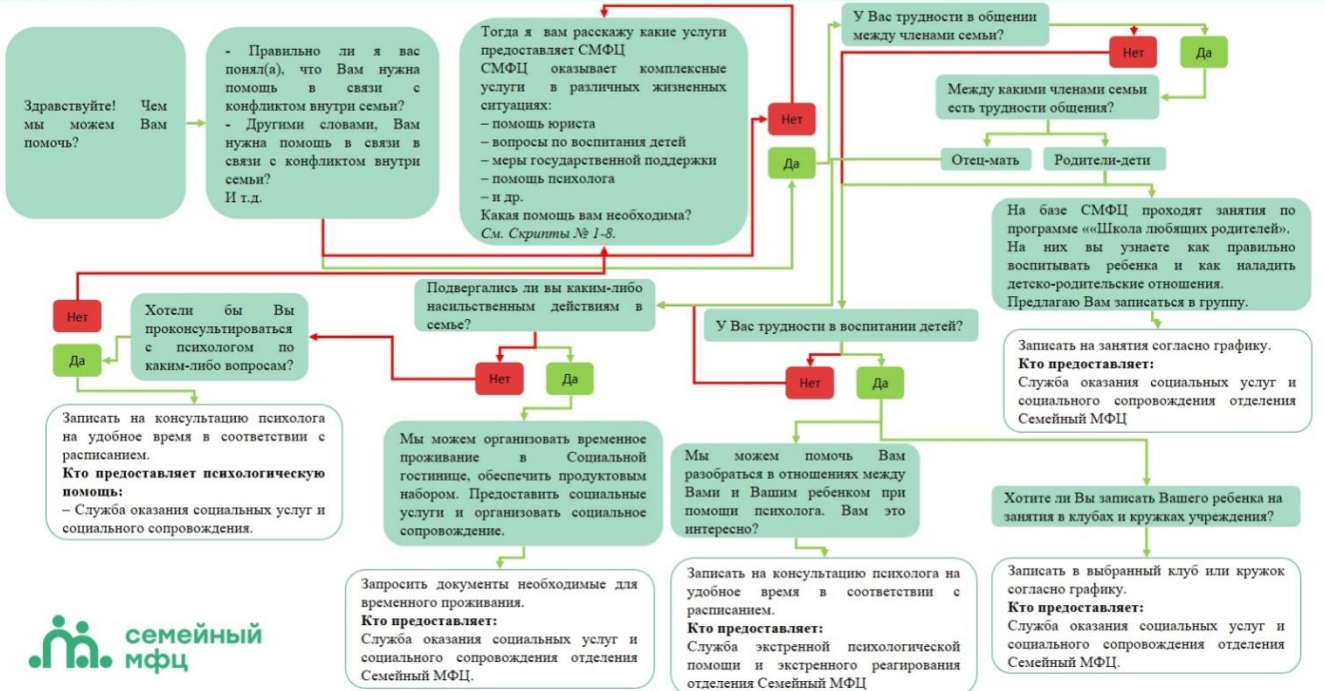 Здравствуйте! Чем
мы можем Вам
помочь?
- Правильно ли я вас
понял(а), что Вам нужна
помощь в связи с
конфликтом внутри семьи?
- Другими словами, Вам
нужна помощь в связи в
связи с конфликтом внутри
семьи?
И т.д.
Тогда я вам расскажу какие услуги
предоставляет СМФЦ
СМФЦ оказывает комплексные
услуги в различных жизненных
ситуациях:
– помощь юриста
– вопросы по воспитания детей
– меры государственной поддержки
– помощь психолога
– и др.
Какая помощь вам необходима?
См. Скрипты № 1-8.
Нет
Да
У Вас трудности в общении
между членами семьи?
Нет
Да
Между какими членами семьи
есть трудности общения?
Отец-мать
Родители-дети
На базе СМФЦ проходят занятия по
программе ««Школа любящих родителей».
На них вы узнаете как правильно
воспитывать ребенка и как наладить
детско-родительские отношения.
Предлагаю Вам записаться в группу.
Записать на занятия согласно графику.
Кто предоставляет:
Служба оказания социальных услуг и
социального сопровождения отделения
Семейный МФЦ
Нет
Да
Хотели бы Вы
проконсультироваться
с психологом по
каким-либо вопросам?
Записать на консультацию психолога
на удобное время в соответствии с
расписанием.
Кто предоставляет психологическую
помощь:
– Служба оказания социальных услуг и
социального сопровождения.
Подвергались ли вы каким-либо
насильственным действиям в
семье?
Нет
Да
Мы можем организовать временное
проживание в Социальной
гостинице, обеспечить продуктовым
набором. Предоставить социальные
услуги и организовать социальное
сопровождение.
Запросить документы необходимые для
временного проживания.
Кто предоставляет:
Служба оказания социальных услуг и
социального сопровождения отделения
Семейный МФЦ.
У Вас трудности в воспитании детей?
Нет
Да
Мы можем помочь Вам
разобраться в отношениях между
Вами и Вашим ребенком при
помощи психолога. Вам это
интересно?
Записать на консультацию психолога на
удобное время в соответствии с
расписанием.
Кто предоставляет:
Служба экстренной психологической
помощи и экстренного реагирования
отделения Семейный МФЦ
Хотите ли Вы записать Вашего ребенка на
занятия в клубах и кружках учреждения?
Записать в выбранный клуб или кружок
согласно графику.
Кто предоставляет:
Служба оказания социальных услуг и
социального сопровождения отделения
Семейный МФЦ.
семейный
мфц